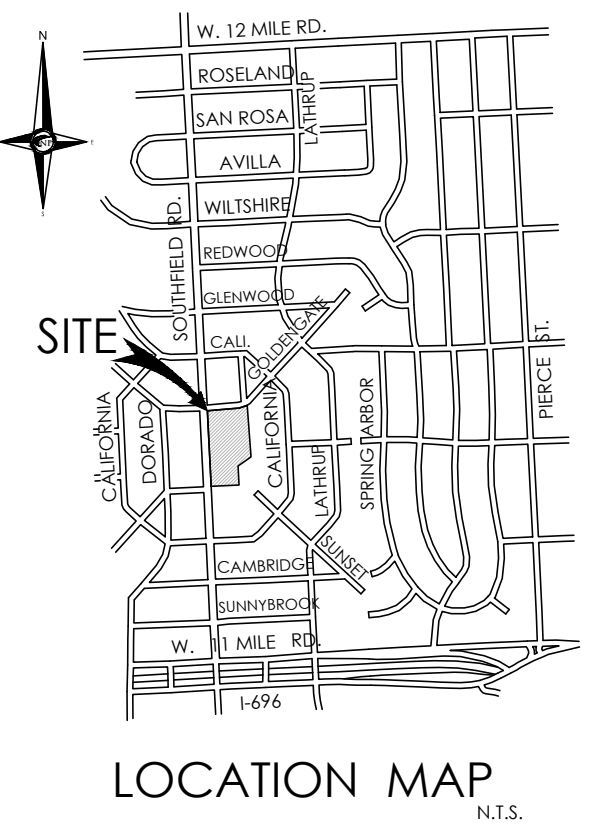 N
W. 12 MILE RD.
ROSELAND
LATHRUP
SAN ROSA
E
AVILLA
WILTSHIRE
SOUTHFIELD RD.
REDWOOD
GLENWOOD
GOLDENGATE
SITE
CALI.
PIERCE ST.
CALIFORNIA
DORADO
CALIFORNIA
LATHRUP
SPRING ARBOR
SUNSET
CAMBRIDGE
SUNNYBROOK
W. 11 MILE RD.
I-696
LOCATION MAP
N.T.S.
S